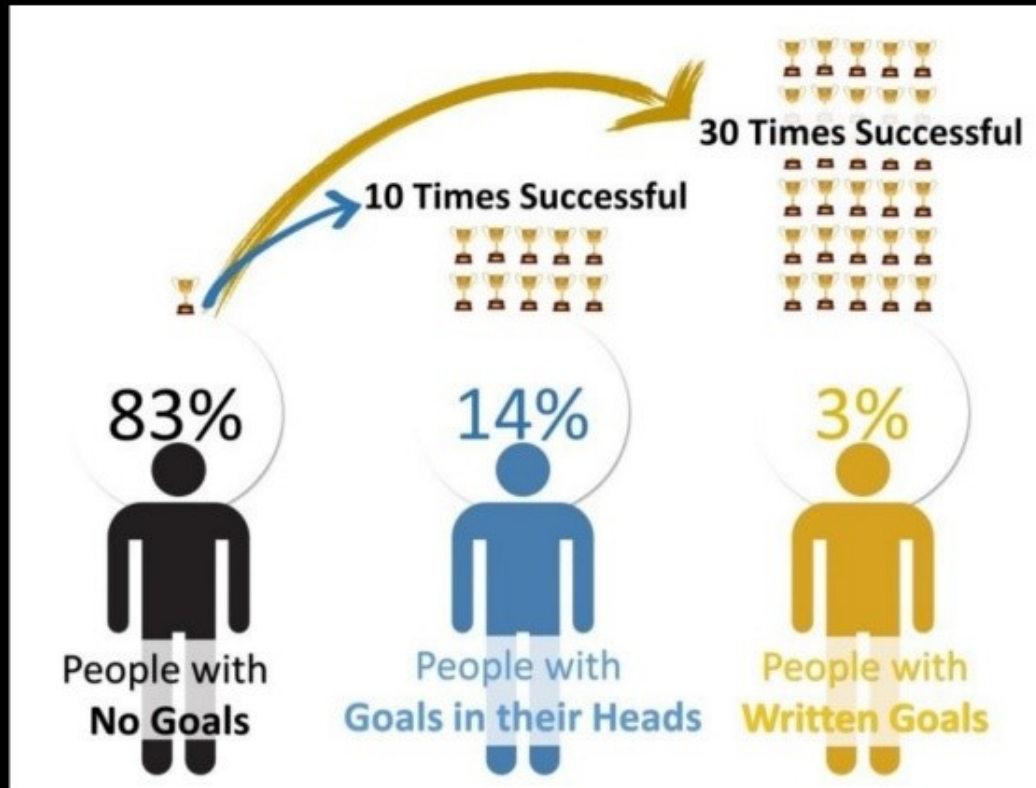 30 Times Successful
10 Times Successful
83%
14%
3%
People with
No Goals
People with
Goals in their Heads
People with
Written Goals